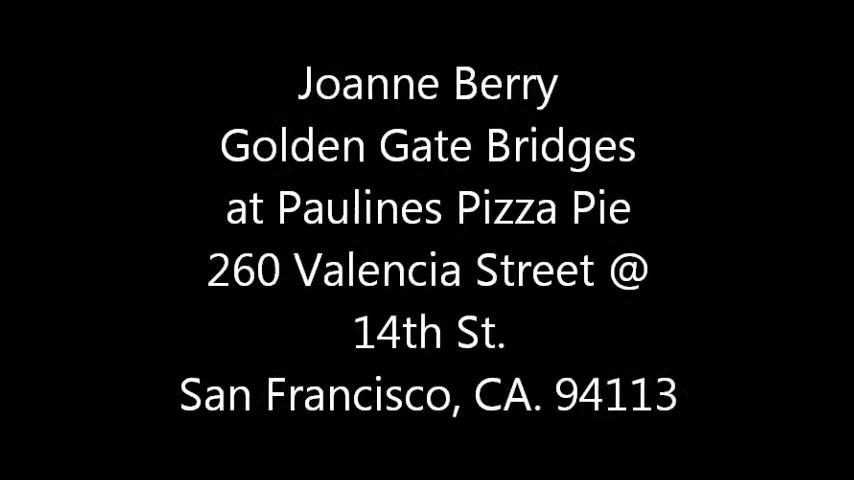 Joanne Berry
Golden Gate Bridges
at Paulines Pizza Pie
260 Valencia Street @
14th St.
San Francisco, CA. 94113